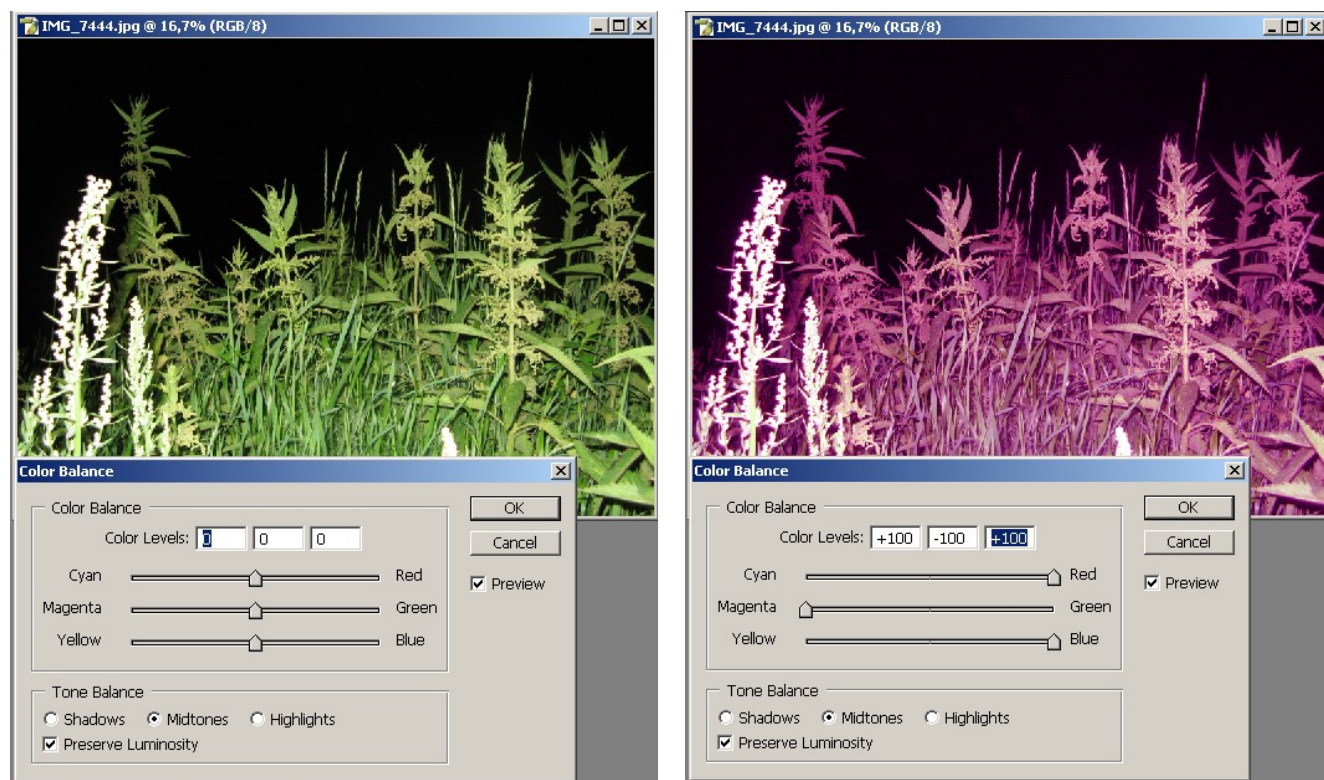 IMG_7444.jpg @ 16,7% (RGB/8)
Color Balance
Color Balance
Color Levels: 0 0 0
OK
Cancel
Preview
Cyan Red
Magenta Green
Yellow Blue
Tone Balance
Shadows Midtones Highlights
Preserve Luminosity
IMG_7444.jpg @ 16,7% (RGB/8)
Color Balance
Color Balance
Color Levels: +100 -100 +100
OK
Cancel
Preview
Cyan Red
Magenta Green
Yellow Blue
Tone Balance
Shadows Midtones Highlights
Preserve Luminosity